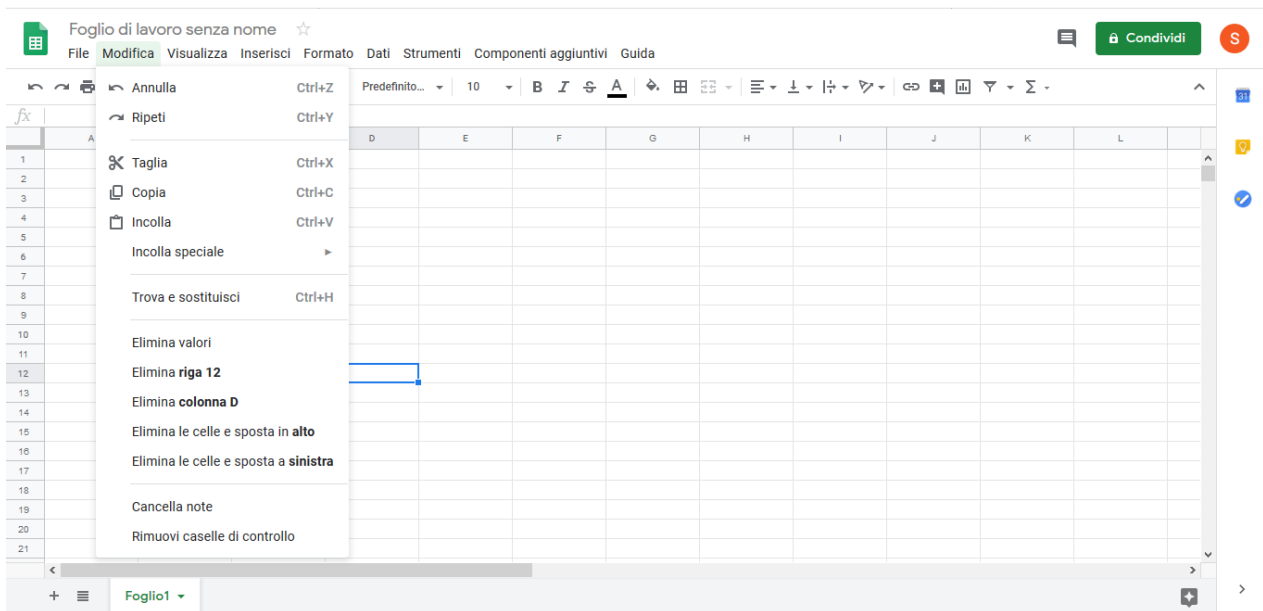 Foglio di lavoro senza nome
File Modifica Visualizza Inserisci Formato Dati Strumenti Componenti aggiuntivi Guida
Condividi
S
Predefinito... 10 B I S A Σ
31
fx
A D E F G H I J K L
Annulla Ctrl+Z
Ripeti Ctrl+Y
Taglia Ctrl+X
Copia Ctrl+C
Incolla Ctrl+V
Incolla speciale
Trova e sostituisci Ctrl+H
Elimina valori
Elimina riga 12
Elimina colonna D
Elimina le celle e sposta in alto
Elimina le celle e sposta a sinistra
Cancella note
Rimuovi caselle di controllo
1
2
3
4
5
6
7
8
9
10
11
12
13
14
15
16
17
18
19
20
21
Foglio1